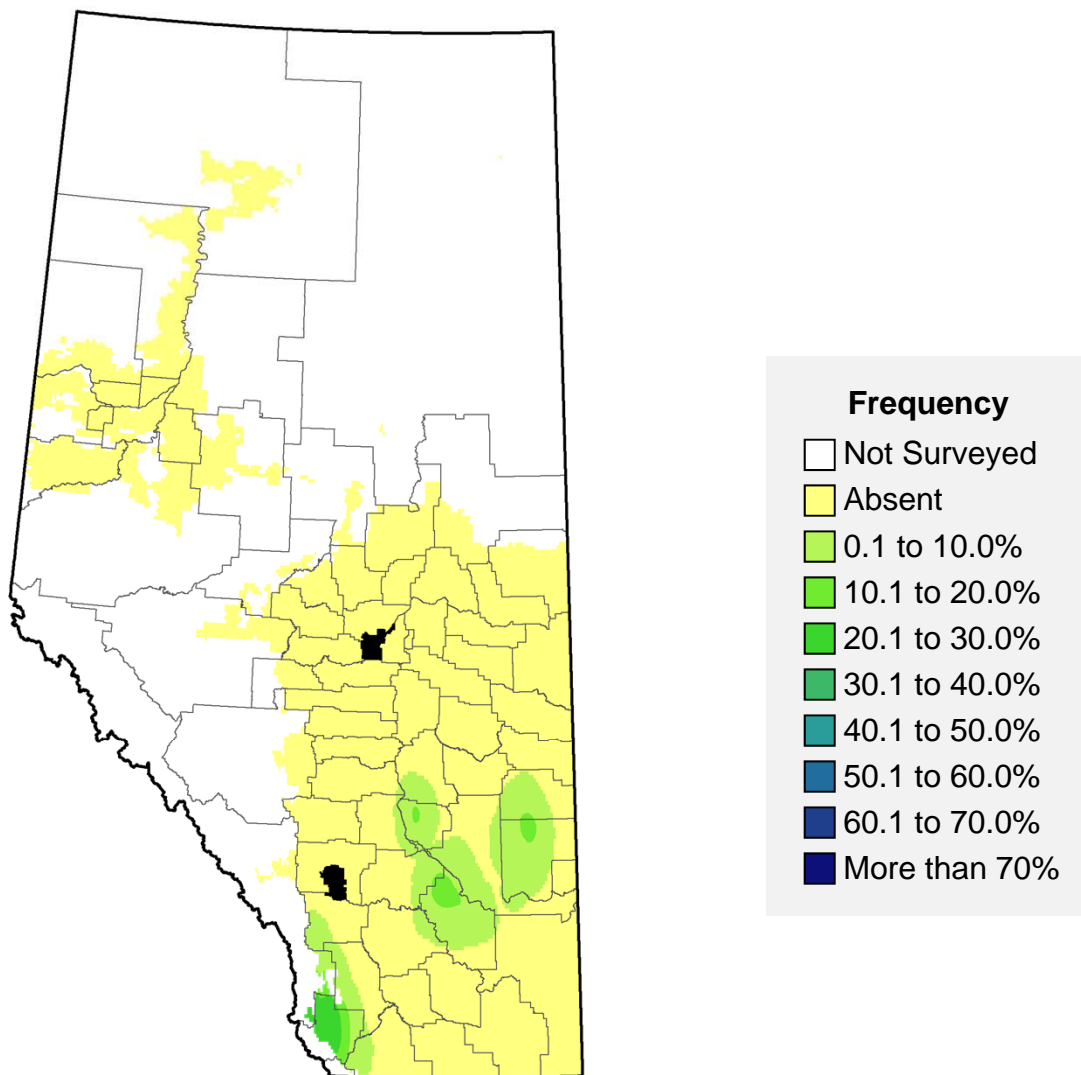 Frequency
Not Surveyed
Absent
0.1 to 10.0%
10.1 to 20.0%
20.1 to 30.0%
30.1 to 40.0%
40.1 to 50.0%
50.1 to 60.0%
60.1 to 70.0%
More than 70%